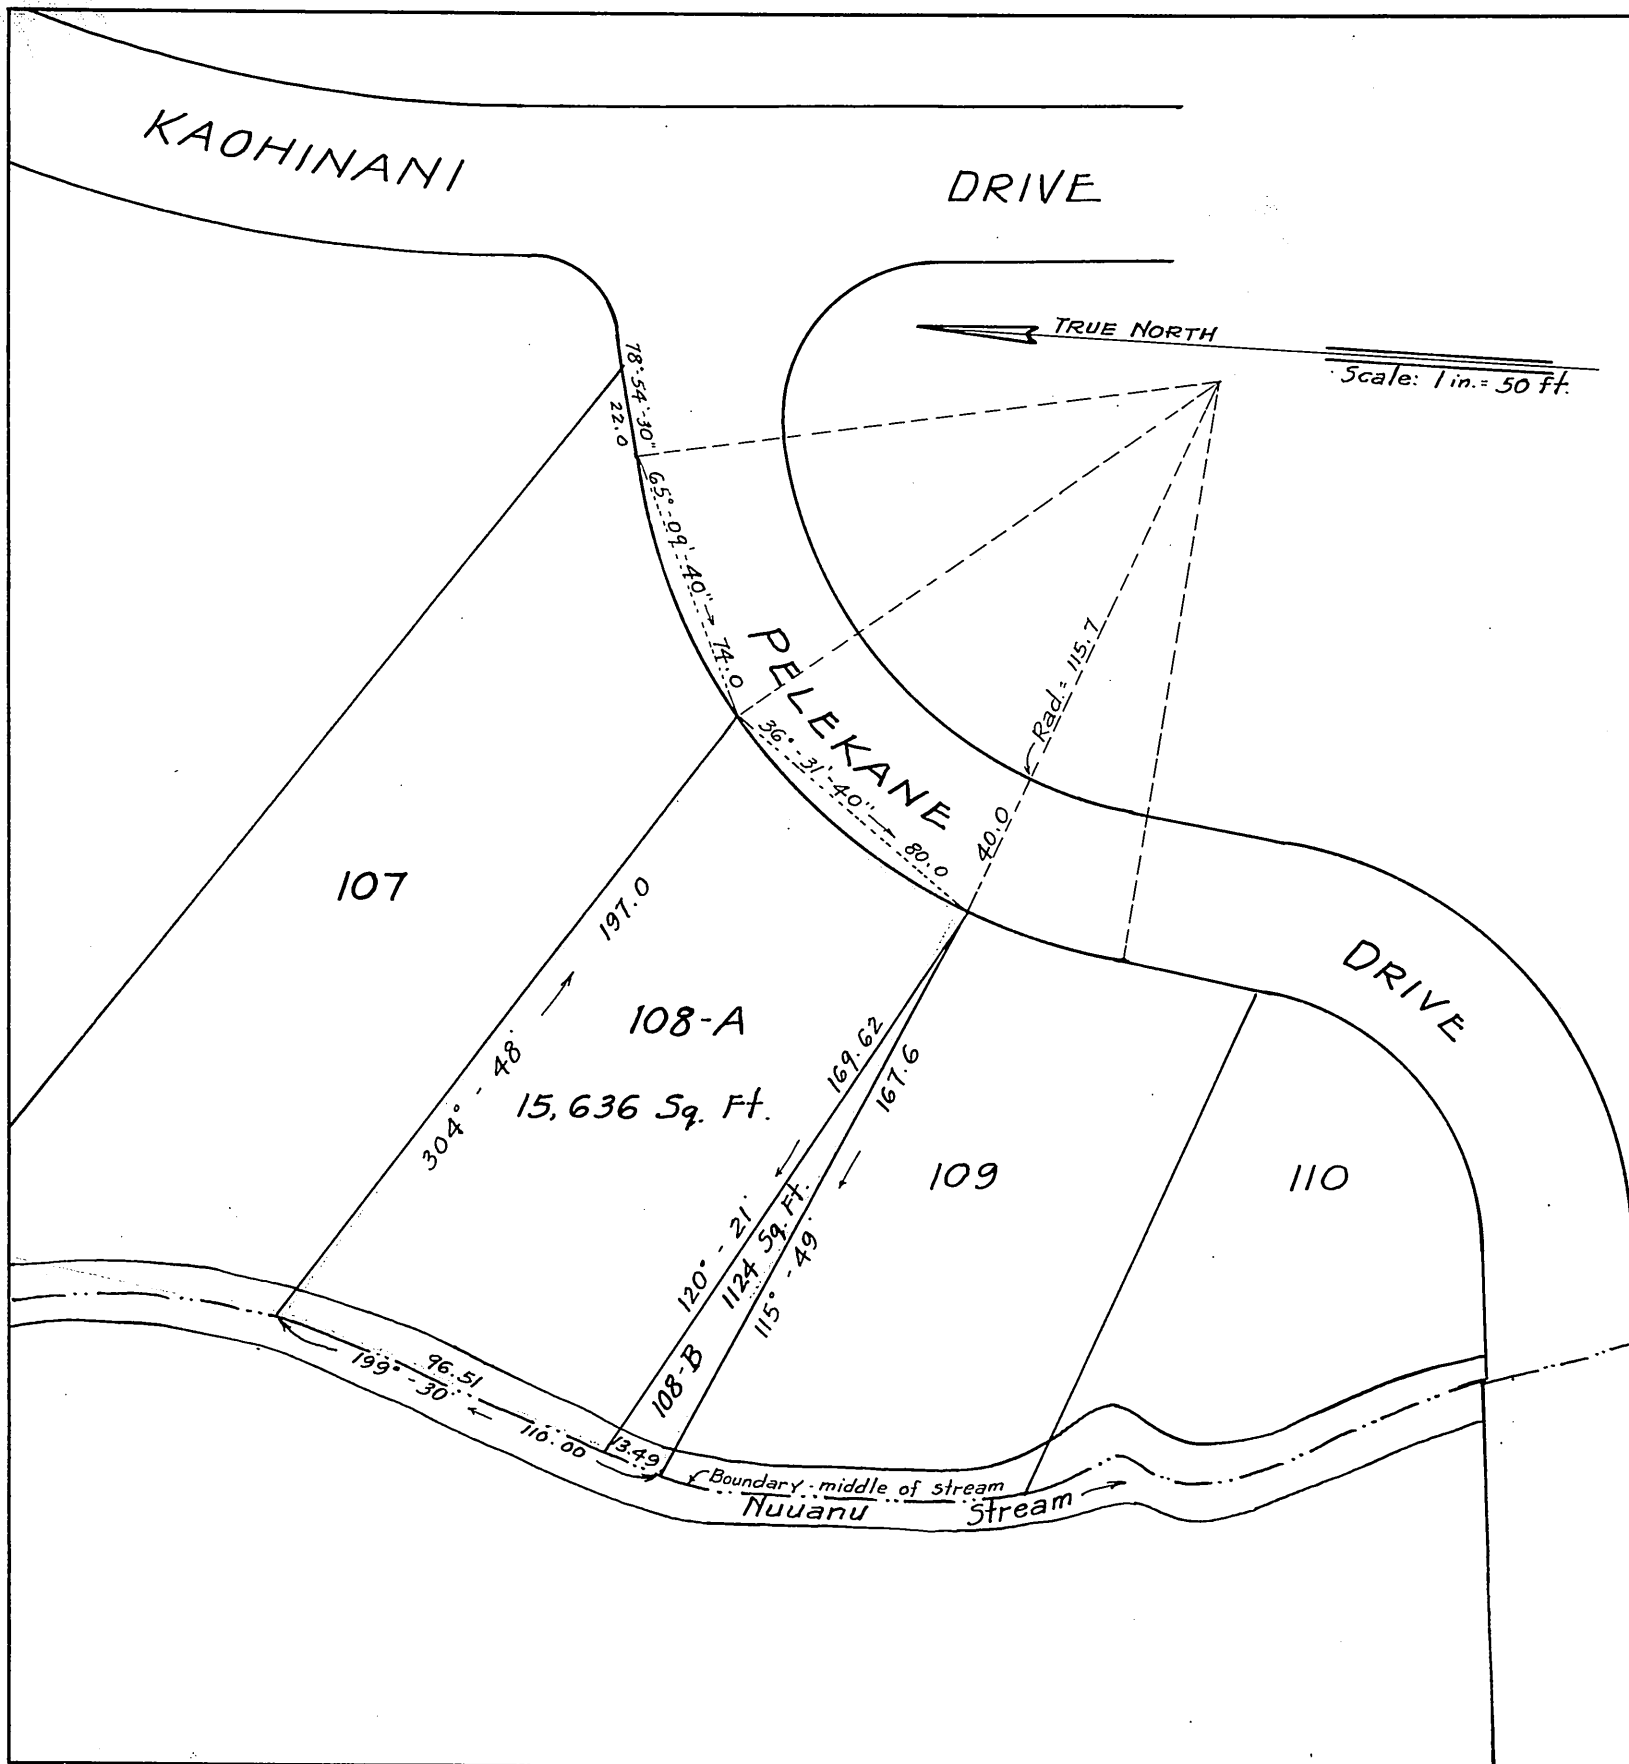 KAOHINANI
DRIVE
TRUE NORTH
Scale: 1 in. = 50 ft.
78°-54'-30"
22.0
65°-09'-40"
74.0
PELEKANE
36°-31'-40"
80.0
Rad. = 115.7
40.0
107
197.0
304° - 48'
DRIVE
108-A
15,636 Sq. Ft.
169.62
167.6
109
110
120° - 21'
1124 Sq. Ft.
115° - 49'
108-B
96.51
199° - 30'
110.00
13.49
Boundary - middle of stream
Nuuanu Stream